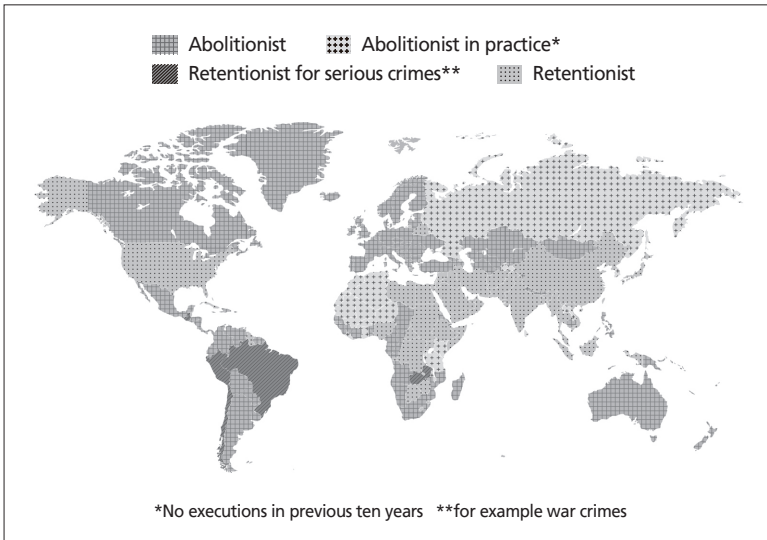 Abolitionist Abolitionist in practice*
Retentionist for serious crimes** Retentionist
*No executions in previous ten years **for example war crimes